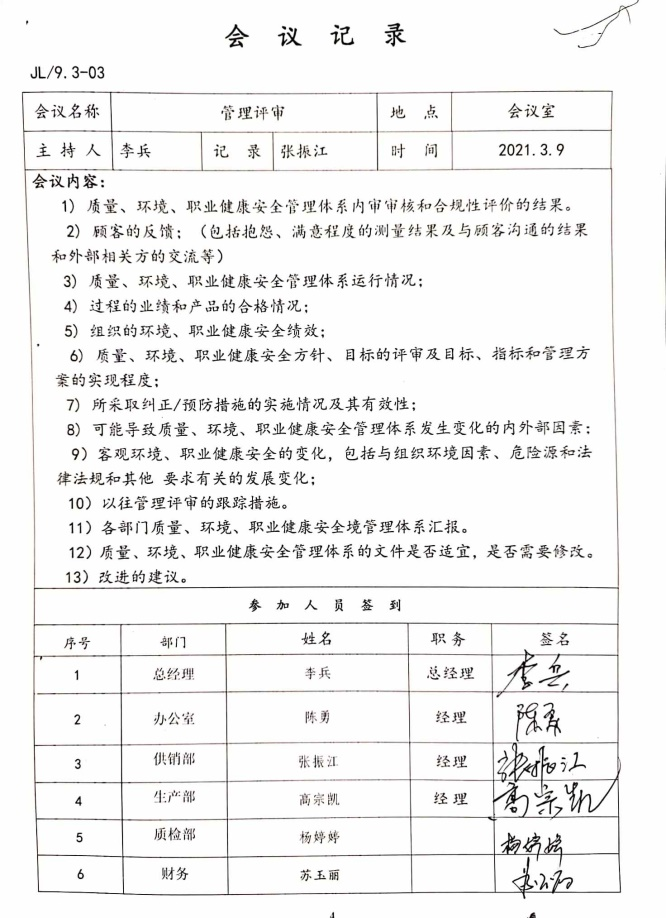 会 议 记 录
JL/9.3-03
会议名称 管理评审 地 点 会议室
主 持 人 李兵 记 录 张振江 时 间 2021.3.9
会议内容：
1) 质量、环境、职业健康安全管理体系内审审核和合规性评价的结果。
2) 顾客的反馈；（包括抱怨、满意程度的测量结果及与顾客沟通的结果
和外部相关方的交流等）
3) 质量、环境、职业健康安全管理体系运行情况；
4) 过程的业绩和产品的合格情况；
5) 组织的环境、职业健康安全绩效；
6) 质量、环境、职业健康安全方针、目标的评审及目标、指标和管理方
案的实现程度；
7) 所采取纠正/预防措施的实施情况及其有效性；
8) 可能导致质量、环境、职业健康安全管理体系发生变化的内外部因素；
9) 客观环境、职业健康安全的变化，包括与组织环境因素、危险源和法
律法规和其他 要求有关的发展变化；
10) 以往管理评审的跟踪措施。
11) 各部门质量、环境、职业健康安全境管理体系汇报。
12) 质量、环境、职业健康安全管理体系的文件是否适宜，是否需要修改。
13) 改进的建议。
参 加 人 员 签 到
序号 部门 姓名 职 务 签名
1 总经理 李兵 总经理 李兵
2 办公室 陈勇 经理 陈勇
3 供销部 张振江 经理 张振江
4 生产部 高宗凯 经理 高宗凯
5 质检部 杨婷婷 杨婷婷
6 财务 苏玉丽